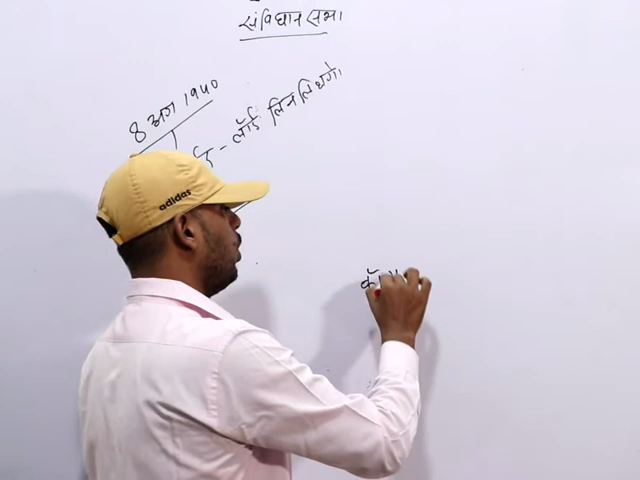 संविधान सभा
8 अग 1940
- लॉर्ड लिनलिथगो
adidas